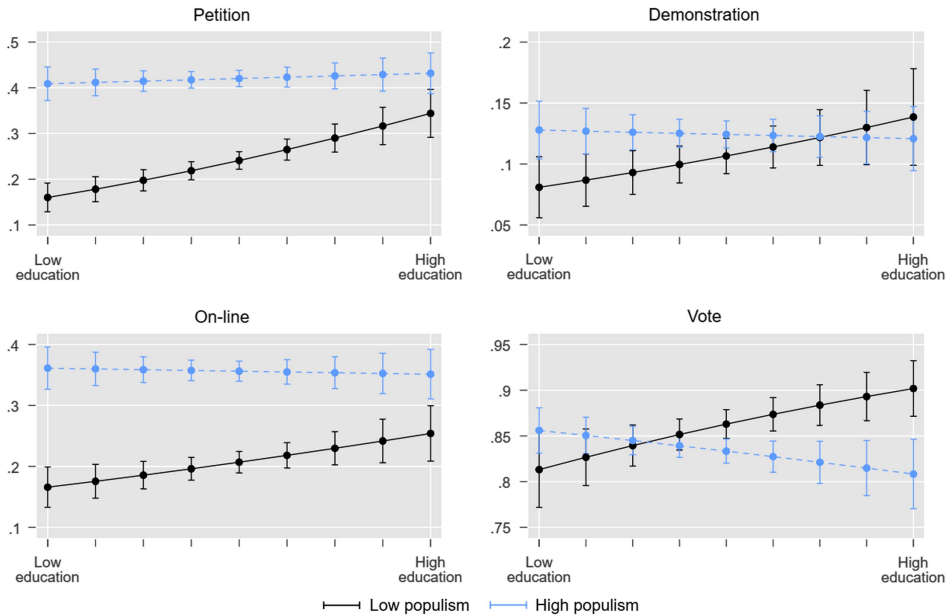 Petition
.5
.4
.3
.2
.1
Low
education
High
education
Demonstration
.2
.15
.1
.05
Low
education
High
education
On-line
.4
.3
.2
.1
Low
education
High
education
Vote
.95
.9
.85
.8
.75
Low
education
High
education
Low populism
High populism